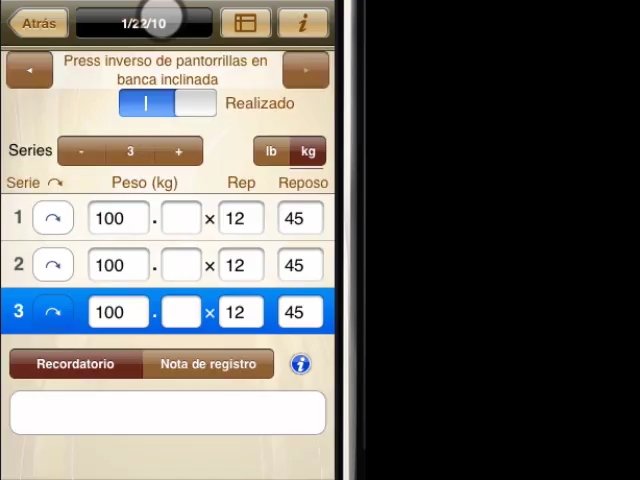 Atrás
1/22/10
Press inverso de pantorrillas en
banca inclinada
Realizado
Series
- 3 +
lb kg
Serie Peso (kg) Rep Reposo
1 100 . × 12 45
2 100 . × 12 45
3 100 . × 12 45
Recordatorio Nota de registro